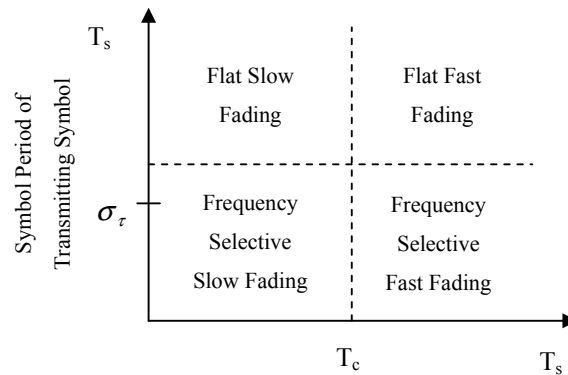 T_s
Flat Slow
Fading
Flat Fast
Fading
Symbol Period of
Transmitting Symbol
σ_τ
Frequency
Selective
Slow Fading
Frequency
Selective
Fast Fading
T_c
T_s